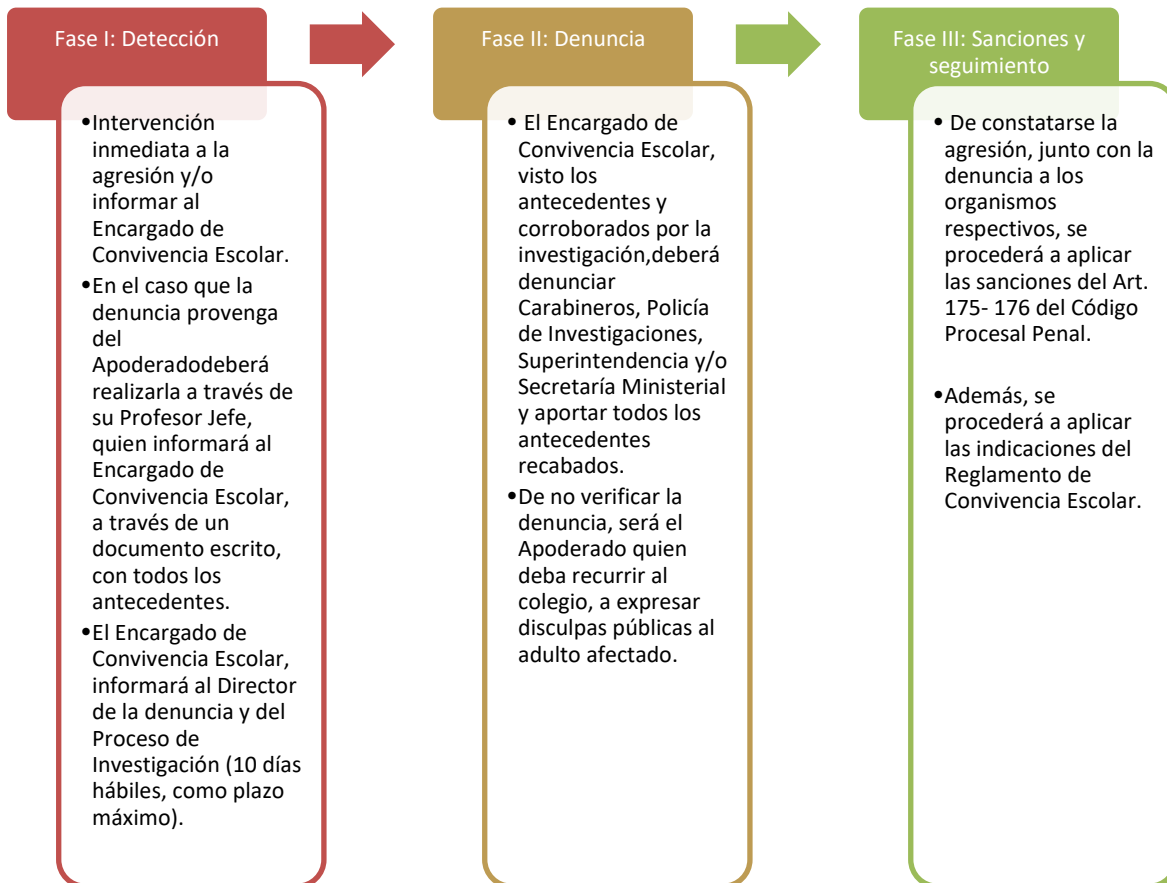 Fase I: Detección
•Intervención
inmediata a la
agresión y/o
informar al
Encargado de
Convivencia Escolar.
•En el caso que la
denuncia provenga
del
Apoderadodeberá
realizarla a través de
su Profesor Jefe,
quien informará al
Encargado de
Convivencia Escolar,
a través de un
documento escrito,
con todos los
antecedentes.
•El Encargado de
Convivencia Escolar,
informará al Director
de la denuncia y del
Proceso de
Investigación (10 días
hábiles, como plazo
máximo).
Fase II: Denuncia
• El Encargado de
Convivencia Escolar,
visto los
antecedentes y
corroborados por la
investigación,deberá
denunciar
Carabineros, Policía
de Investigaciones,
Superintendencia y/o
Secretaría Ministerial
y aportar todos los
antecedentes
recabados.
•De no verificar la
denuncia, será el
Apoderado quien
deba recurrir al
colegio, a expresar
disculpas públicas al
adulto afectado.
Fase III: Sanciones y
seguimiento
• De constatarse la
agresión, junto con la
denuncia a los
organismos
respectivos, se
procederá a aplicar
las sanciones del Art.
175- 176 del Código
Procesal Penal.
•Además, se
procederá a aplicar
las indicaciones del
Reglamento de
Convivencia Escolar.